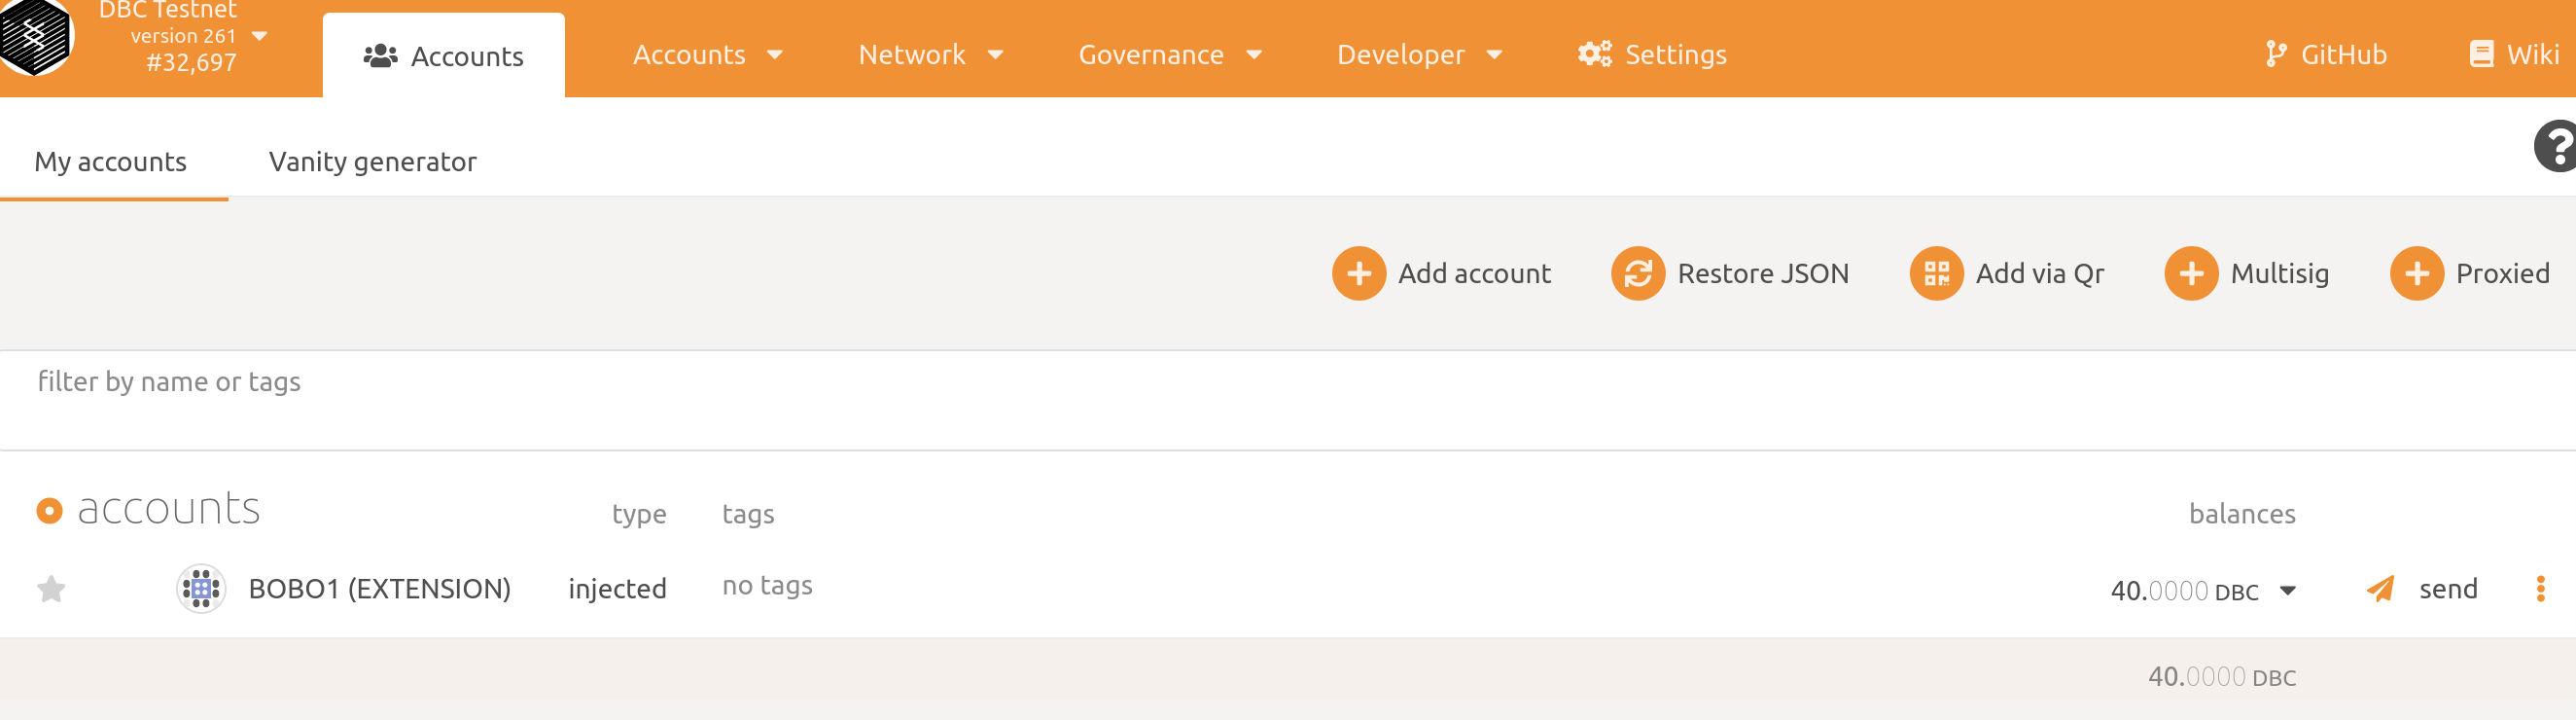 DBC Testnet
version 261
#32,697
Accounts
Accounts
Network
Governance
Developer
Settings
GitHub
Wiki
My accounts
Vanity generator
?
Add account
Restore JSON
Add via Qr
Multisig
Proxied
filter by name or tags
accounts
type
tags
balances
BOBO1 (EXTENSION)
injected
no tags
40.0000 DBC
send
40.0000 DBC